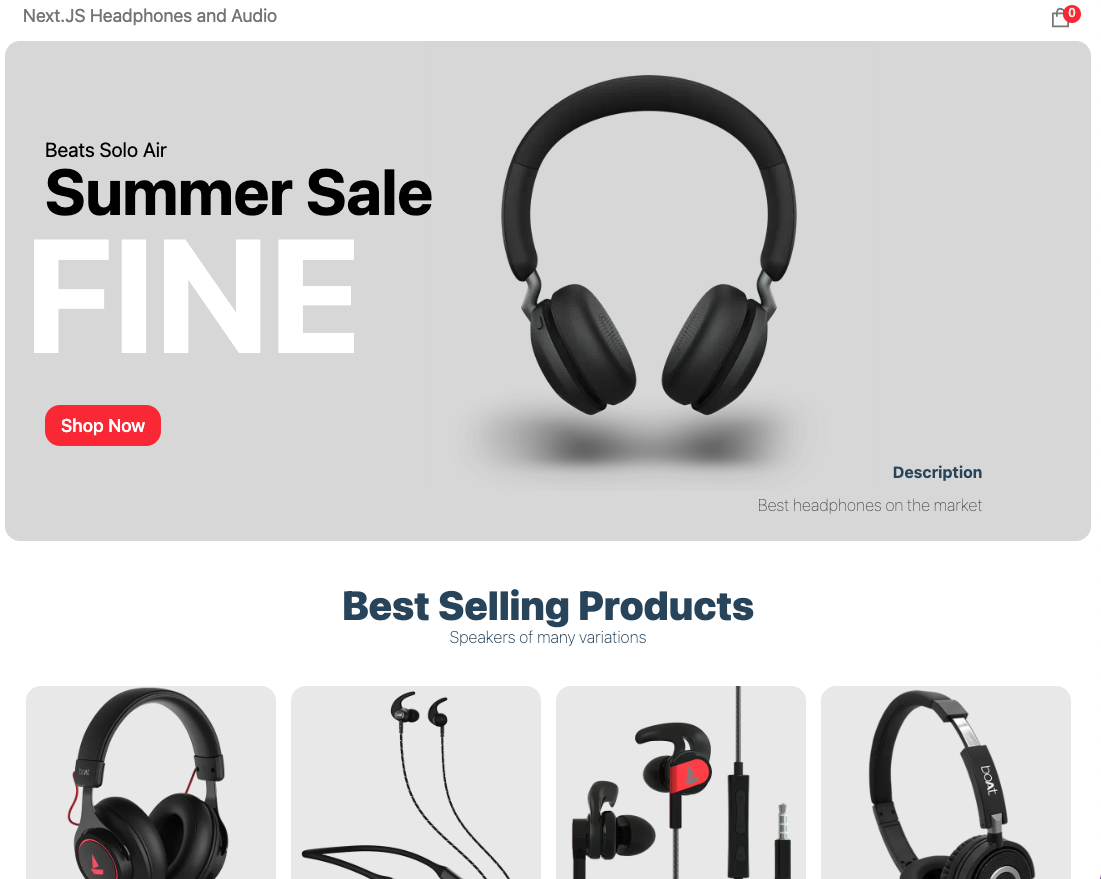 Next.JS Headphones and Audio
0
Beats Solo Air
Summer Sale
FINE
Shop Now
Description
Best headphones on the market
Best Selling Products
Speakers of many variations
boAt
boAt